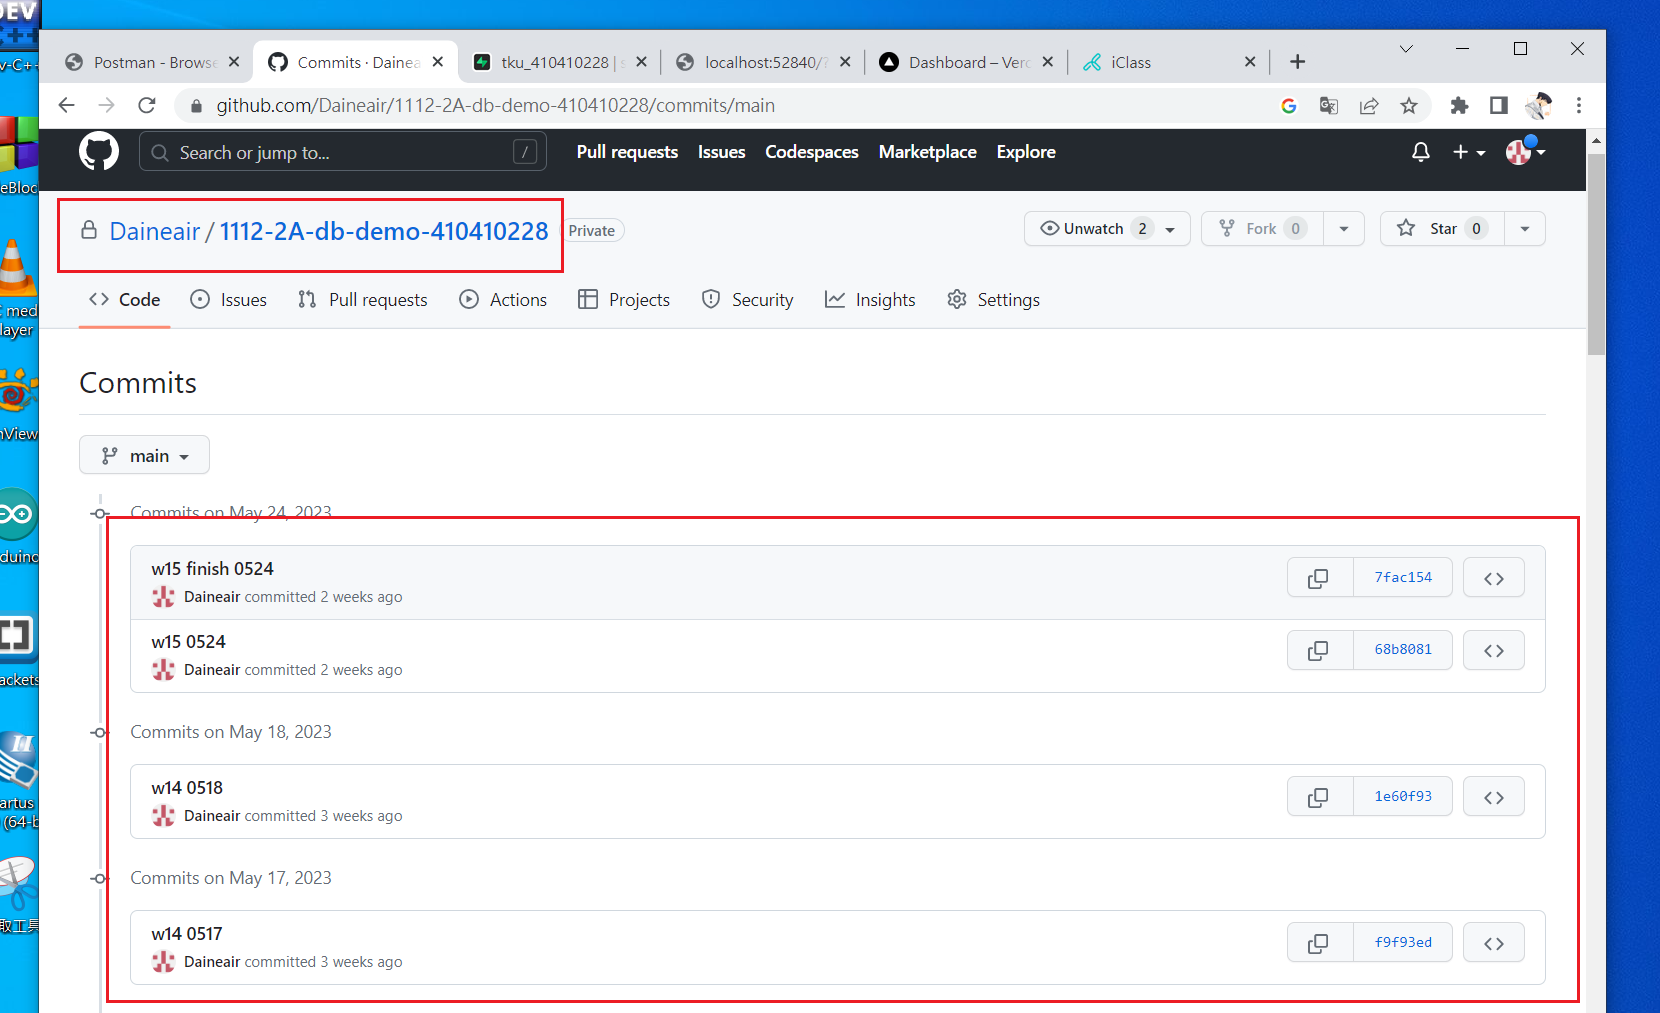 DEV
C++
v-C++
eBloc
C med
layer
nView
duino
ackets
II
artus
(64-b
取工具
Postman - Browse
Commits · Dainea
tku_410410228 | s
localhost:52840/?
Dashboard – Verc
iClass
github.com/Daineair/1112-2A-db-demo-410410228/commits/main
Search or jump to...
/
Pull requests
Issues
Codespaces
Marketplace
Explore
Daineair / 1112-2A-db-demo-410410228
Private
Unwatch 2
Fork 0
Star 0
Code
Issues
Pull requests
Actions
Projects
Security
Insights
Settings
Commits
main
Commits on May 24, 2023
w15 finish 0524
7fac154
Daineair committed 2 weeks ago
w15 0524
68b8081
Daineair committed 2 weeks ago
Commits on May 18, 2023
w14 0518
1e60f93
Daineair committed 3 weeks ago
Commits on May 17, 2023
w14 0517
f9f93ed
Daineair committed 3 weeks ago